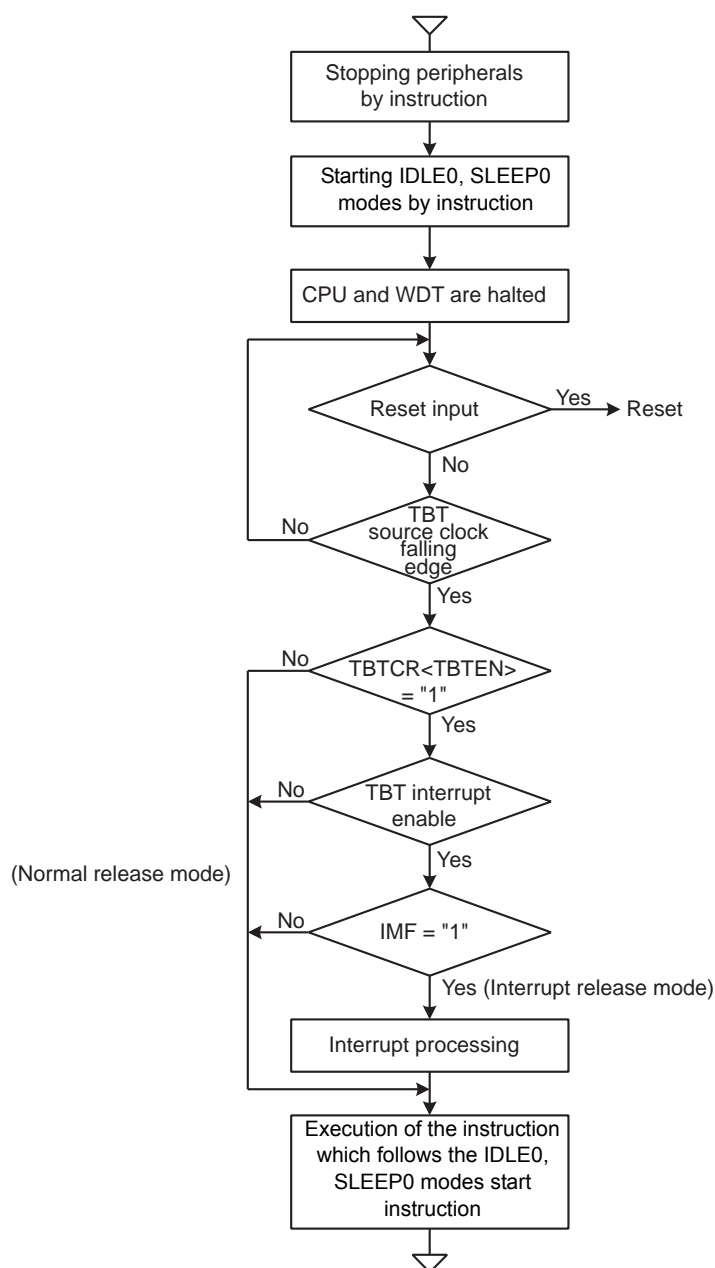 Stopping peripherals
by instruction
Starting IDLE0, SLEEP0
modes by instruction
CPU and WDT are halted
Reset input
Yes
Reset
No
No
TBT
source clock
falling
edge
Yes
No
TBTCR<TBTEN>
= "1"
Yes
No
TBT interrupt
enable
Yes
(Normal release mode)
No
IMF = "1"
Yes (Interrupt release mode)
Interrupt processing
Execution of the instruction
which follows the IDLE0,
SLEEP0 modes start
instruction